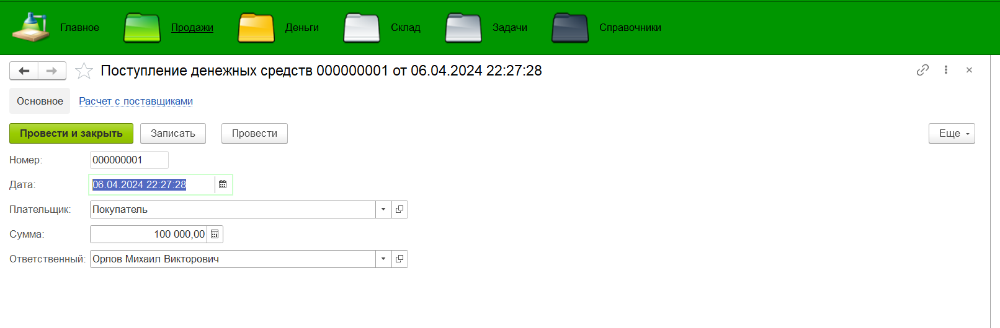 Главное Продажи Деньги Склад Задачи Справочники
Поступление денежных средств 000000001 от 06.04.2024 22:27:28
Основное Расчет с поставщиками
Провести и закрыть Записать Провести Еще
Номер: 000000001
Дата: 06.04.2024 22:27:28
Плательщик: Покупатель
Сумма: 100 000,00
Ответственный: Орлов Михаил Викторович